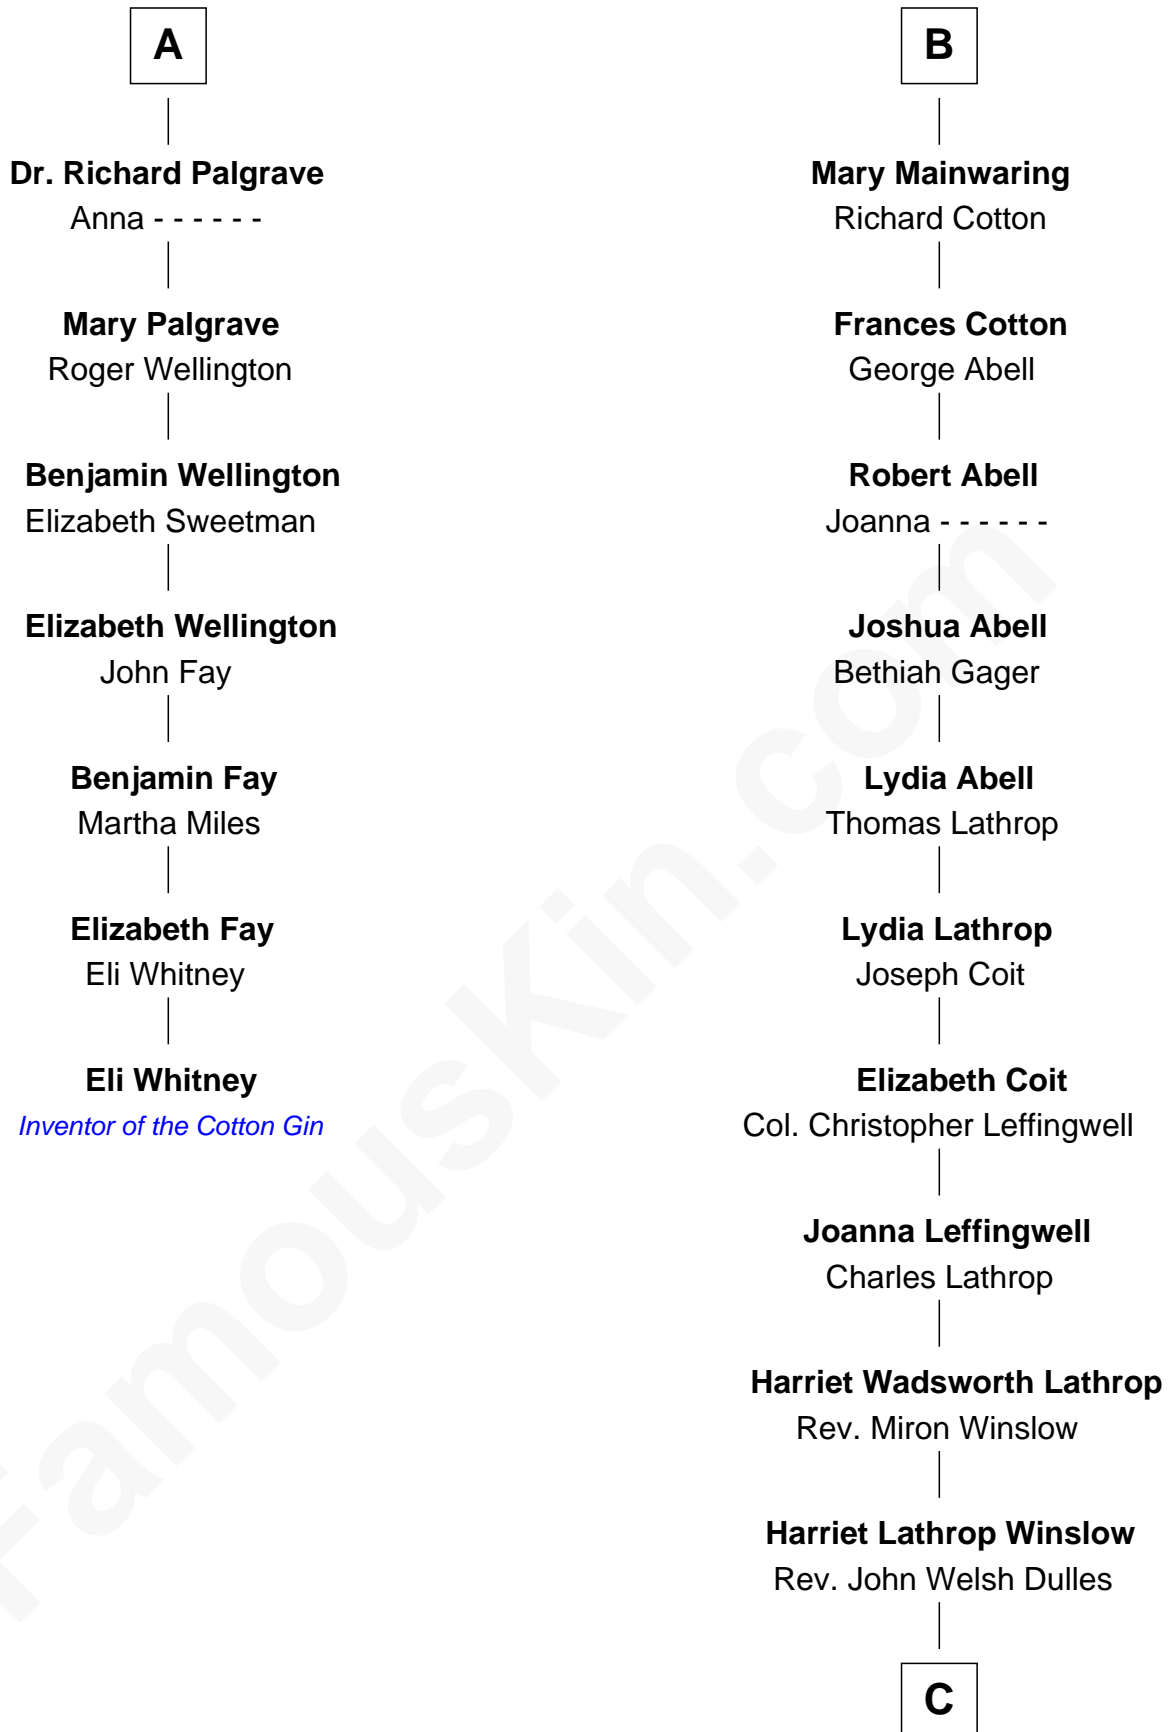 A
Dr. Richard Palgrave
Anna - - - - - -
Mary Palgrave
Roger Wellington
Benjamin Wellington
Elizabeth Sweetman
Elizabeth Wellington
John Fay
Benjamin Fay
Martha Miles
Elizabeth Fay
Eli Whitney
Eli Whitney
Inventor of the Cotton Gin
B
Mary Mainwaring
Richard Cotton
Frances Cotton
George Abell
Robert Abell
Joanna - - - - - -
Joshua Abell
Bethiah Gager
Lydia Abell
Thomas Lathrop
Lydia Lathrop
Joseph Coit
Elizabeth Coit
Col. Christopher Leffingwell
Joanna Leffingwell
Charles Lathrop
Harriet Wadsworth Lathrop
Rev. Miron Winslow
Harriet Lathrop Winslow
Rev. John Welsh Dulles
C
FamousKin.com